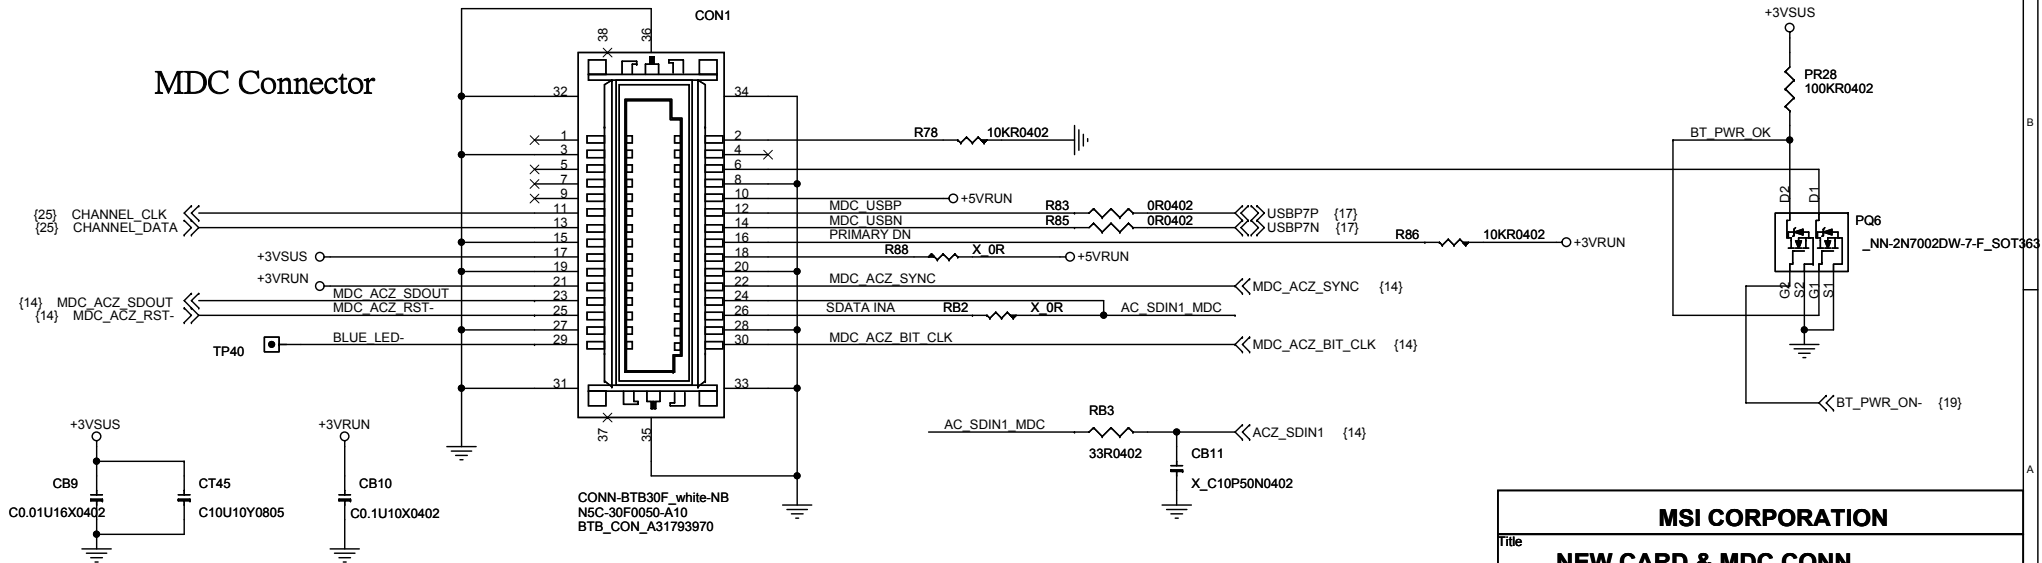 CON1
+3VSUS
MDC Connector
38
36
PR28
100KR0402
32
34
1
2
R78
10KR0402
BT_PWR_OK
B
3
4
5
6
7
8
9
10
+5VRUN
D2
D1
{25} CHANNEL_CLK
11
12
MDC_USBP
R83
0R0402
USBP7P {17}
{25} CHANNEL_DATA
13
14
MDC_USBN
R85
0R0402
USBP7N {17}
PQ6
_NN-2N7002DW-7-F_SOT363
15
16
PRIMARY DN
R86
10KR0402
+3VRUN
+3VSUS
17
18
R88
X_0R
+5VRUN
19
20
+3VRUN
21
22
MDC_ACZ_SYNC
MDC_ACZ_SYNC {14}
G2
S2
G1
S1
{14} MDC_ACZ_SDOUT
MDC_ACZ_SDOUT
23
24
{14} MDC_ACZ_RST-
MDC_ACZ_RST-
25
26
SDATA INA
RB2
X_0R
AC_SDIN1_MDC
27
28
TP40
BLUE_LED-
29
30
MDC_ACZ_BIT_CLK
MDC_ACZ_BIT_CLK {14}
31
33
BT_PWR_ON- {19}
37
35
+3VSUS
+3VRUN
AC_SDIN1_MDC
RB3
33R0402
ACZ_SDIN1 {14}
CB11
X_C10P50N0402
A
CB9
C0.01U16X0402
CT45
C10U10Y0805
CB10
C0.1U10X0402
CONN-BTB30F_white-NB
N5C-30F0050-A10
BTB_CON_A31793970
MSI CORPORATION
Title
NEW CARD & MDC CONN